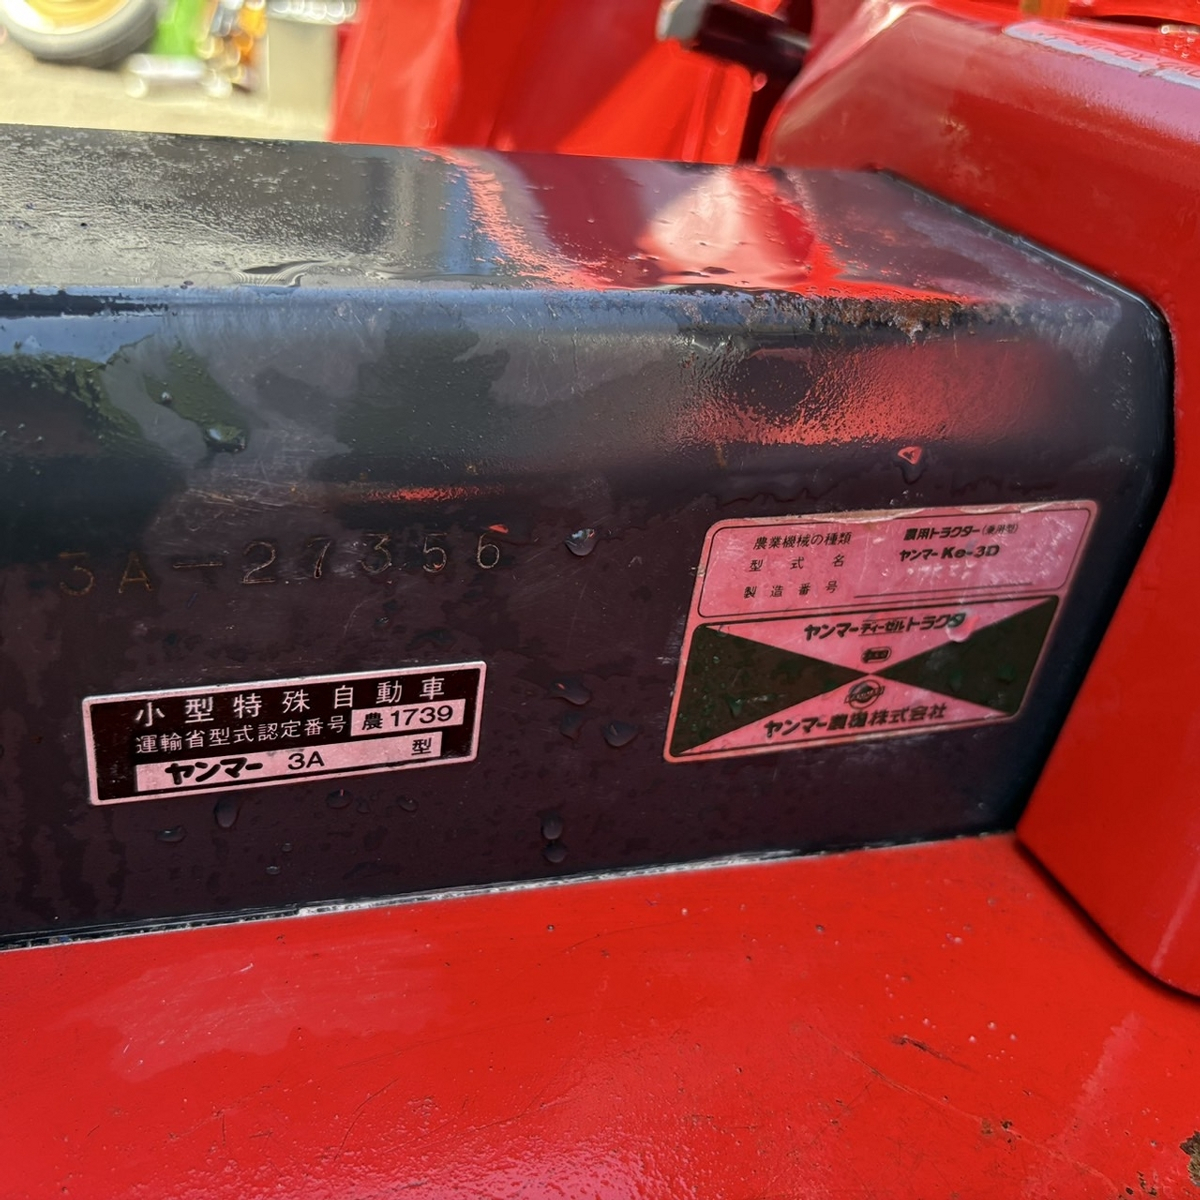 3A-27356
小型特殊自動車
運輸省型式認定番号 農1739
ヤンマー 3A 型
農業機械の種類 農用トラクター(乗用型)
型式名 ヤンマー Ke-3D
製造番号
ヤンマーディーゼルトラクタ
ヤンマー農機株式会社